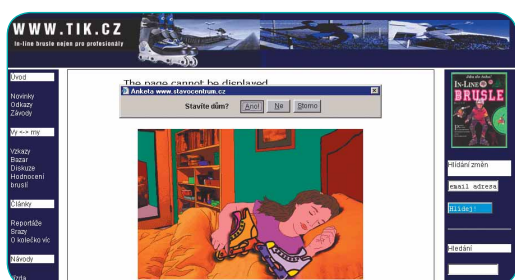 WWW.TIK.CZ
In-line brusle nejen pro profesionály
Úvod
Novinky
Odkazy
Závody
Vy <-> my
Vzkazy
Bazar
Diskuze
Hodnocení
bruslí
Články
Reportáže
Srazy
O kolečko víc
Návody
Jízda
The page cannot be displayed
Anketa www.stavocentrum.cz
Stavíte dům?
Ano!
Ne
Storno
IN-LINE
BRUSLE
Hlídání změn
email adresa
Hlídej!
Hledání